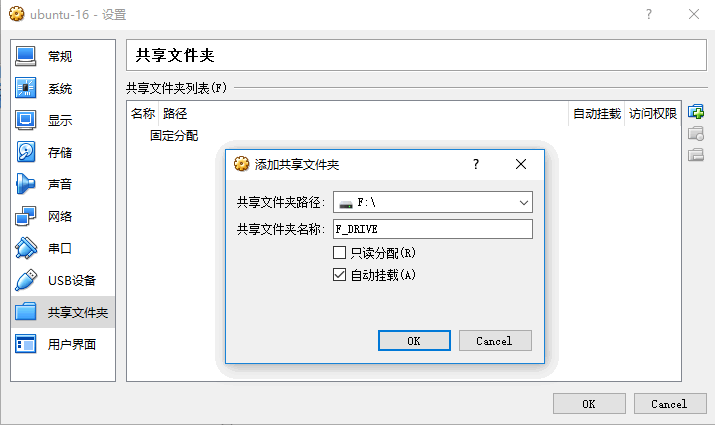 ubuntu-16 - 设置
常规
系统
显示
存储
声音
网络
串口
USB设备
共享文件夹
用户界面
共享文件夹
共享文件夹列表(F)
名称 路径 自动挂载 访问权限
固定分配
添加共享文件夹
共享文件夹路径: F:\
共享文件夹名称: F_DRIVE
只读分配(R)
自动挂载(A)
OK Cancel
OK Cancel